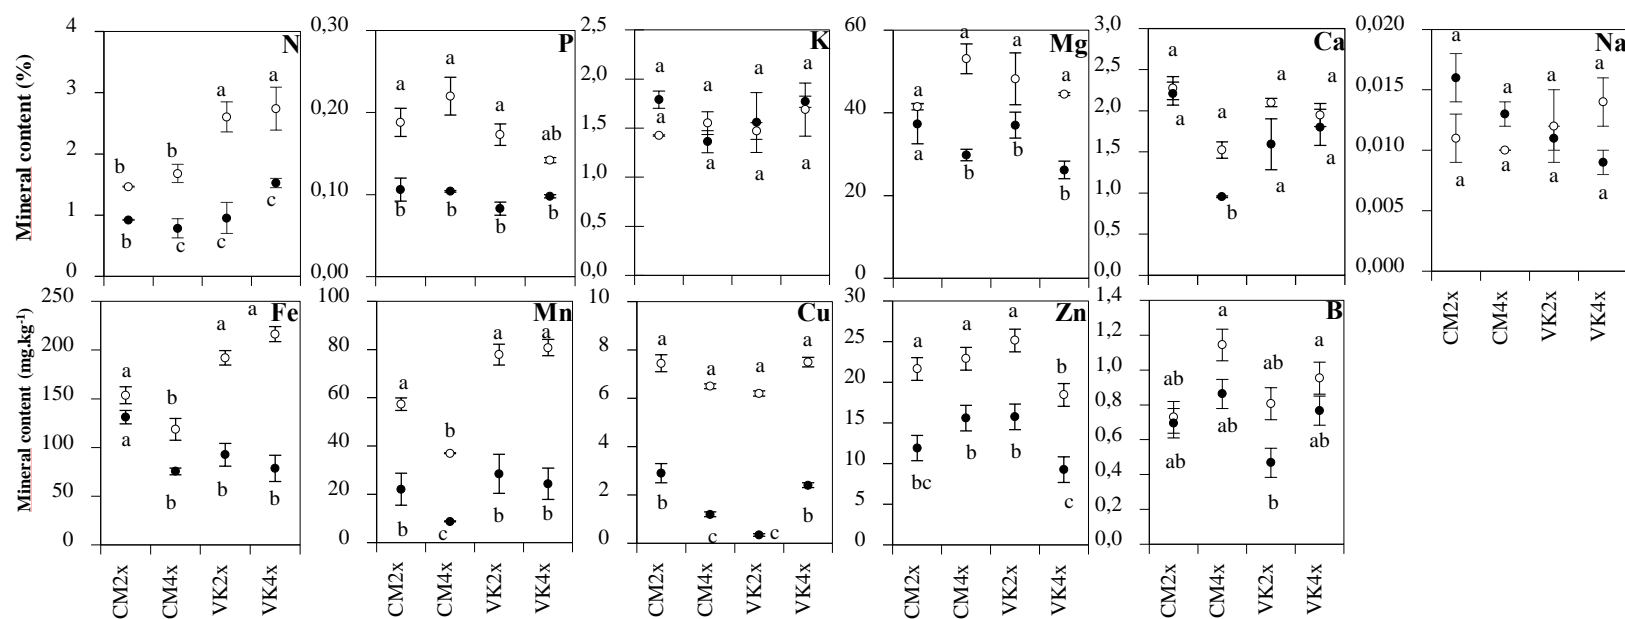 Mineral content (%)
4
3
2
1
0
N
b
b
a
a
b
c
c
c
0,30
0,20
0,10
0,00
P
a
a
a
ab
b
b
b
b
2,5
2,0
1,5
1,0
0,5
0,0
K
a
a
a
a
a
a
a
a
60
40
20
0
Mg
a
a
a
a
a
b
b
b
3,0
2,5
2,0
1,5
1,0
0,5
0,0
Ca
a
a
a
a
a
b
a
a
0,020
0,015
0,010
0,005
0,000
Na
a
a
a
a
a
a
a
a
CM2x
CM4x
VK2x
VK4x
Mineral content (mg.kg-1)
250
200
150
100
50
0
Fe
a
b
a
a
a
b
b
b
CM2x
CM4x
VK2x
VK4x
100
80
60
40
20
0
Mn
a
b
a
a
b
c
b
b
CM2x
CM4x
VK2x
VK4x
10
8
6
4
2
0
Cu
a
a
a
a
b
c
c
b
CM2x
CM4x
VK2x
VK4x
30
25
20
15
10
5
0
Zn
a
a
a
b
bc
b
b
c
CM2x
CM4x
VK2x
VK4x
1,4
1,2
1,0
0,8
0,6
0,4
0,2
0,0
B
ab
a
ab
a
ab
ab
b
ab
CM2x
CM4x
VK2x
VK4x